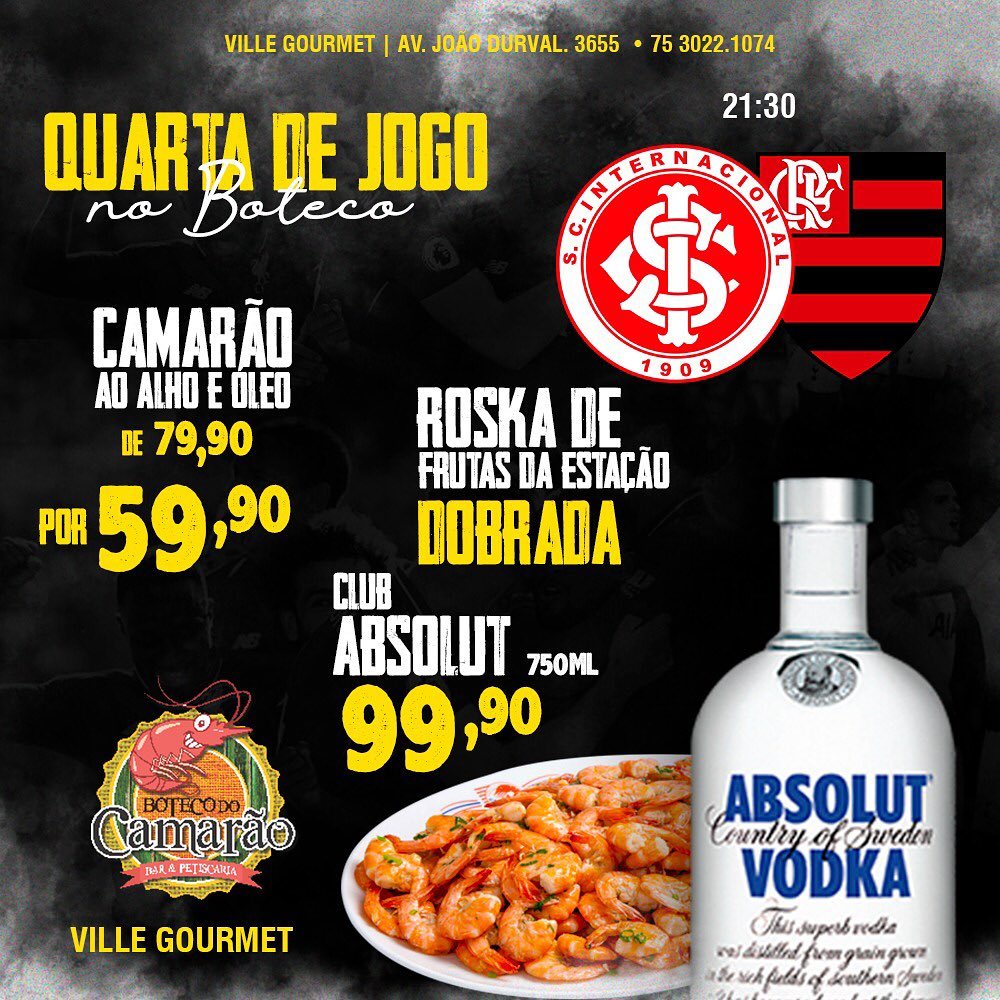 VILLE GOURMET | AV. JOÃO DURVAL. 3655 • 75 3022.1074
21:30
QUARTA DE JOGO
no Boteco
S. C. INTERNACIONAL
SCI
1909
CRF
CAMARÃO
AO ALHO E ÓLEO
DE 79,90
POR 59,90
ROSKA DE
FRUTAS DA ESTAÇÃO
DOBRADA
CLUB
ABSOLUT 750ML
99,90
BOTECO DO
Camarão
BAR & PETISCARIA
VILLE GOURMET
ABSOLUT
Country of Sweden
VODKA
This superb vodka
was distilled from grain grown
in the rich fields of southern Sweden